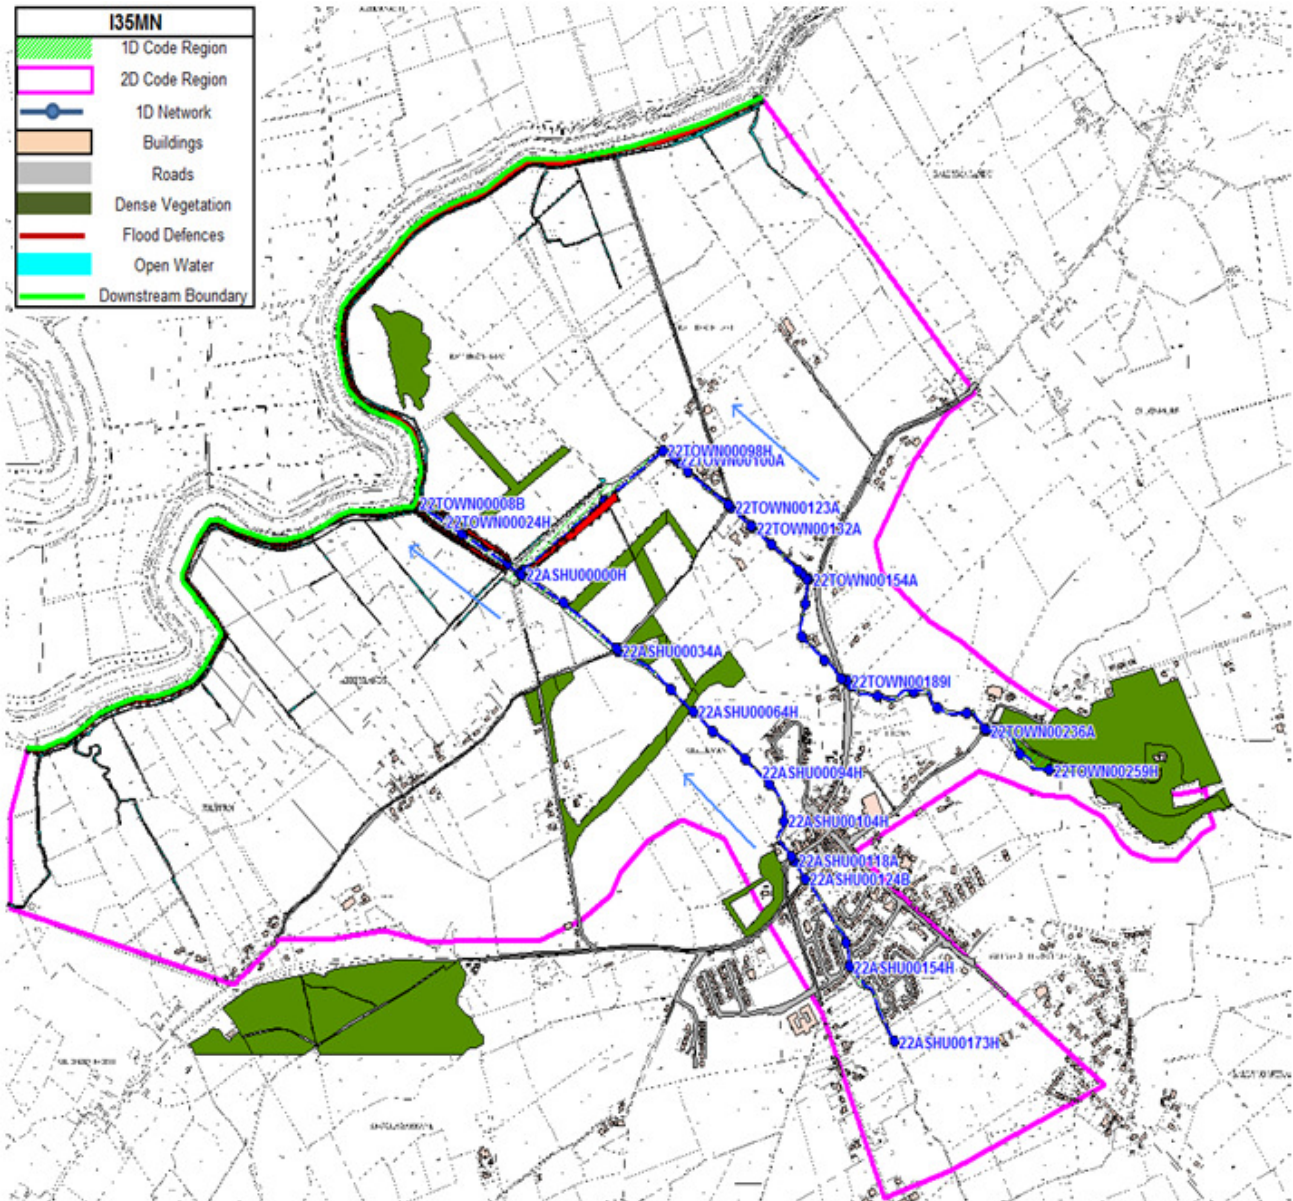 I35MN
1D Code Region
2D Code Region
1D Network
Buildings
Roads
Dense Vegetation
Flood Defences
Open Water
Downstream Boundary
22TOWN00098H
22TOWN00100A
22TOWN00008B
22TOWN00024H
22TOWN00123A
22TOWN00132A
22ASHU00000H
22TOWN00154A
22ASHU00034A
22TOWN00189I
22ASHU00064H
22TOWN00236A
22TOWN00259H
22ASHU00094H
22ASHU00104H
22ASHU00118A
22ASHU00124B
22ASHU00154H
22ASHU00173H